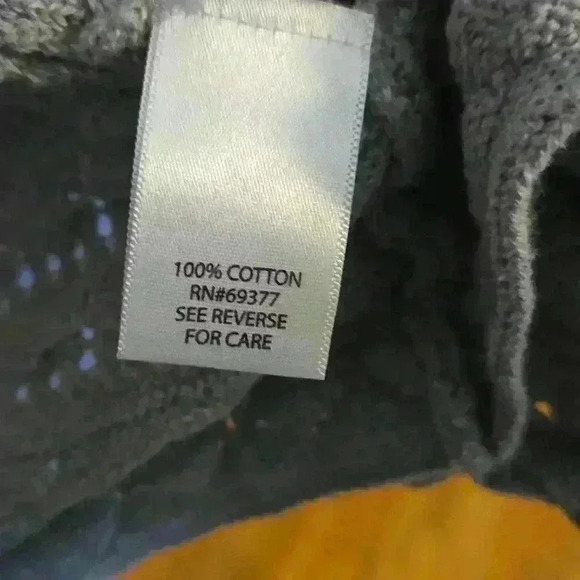 100% COTTON
RN#69377
SEE REVERSE
FOR CARE